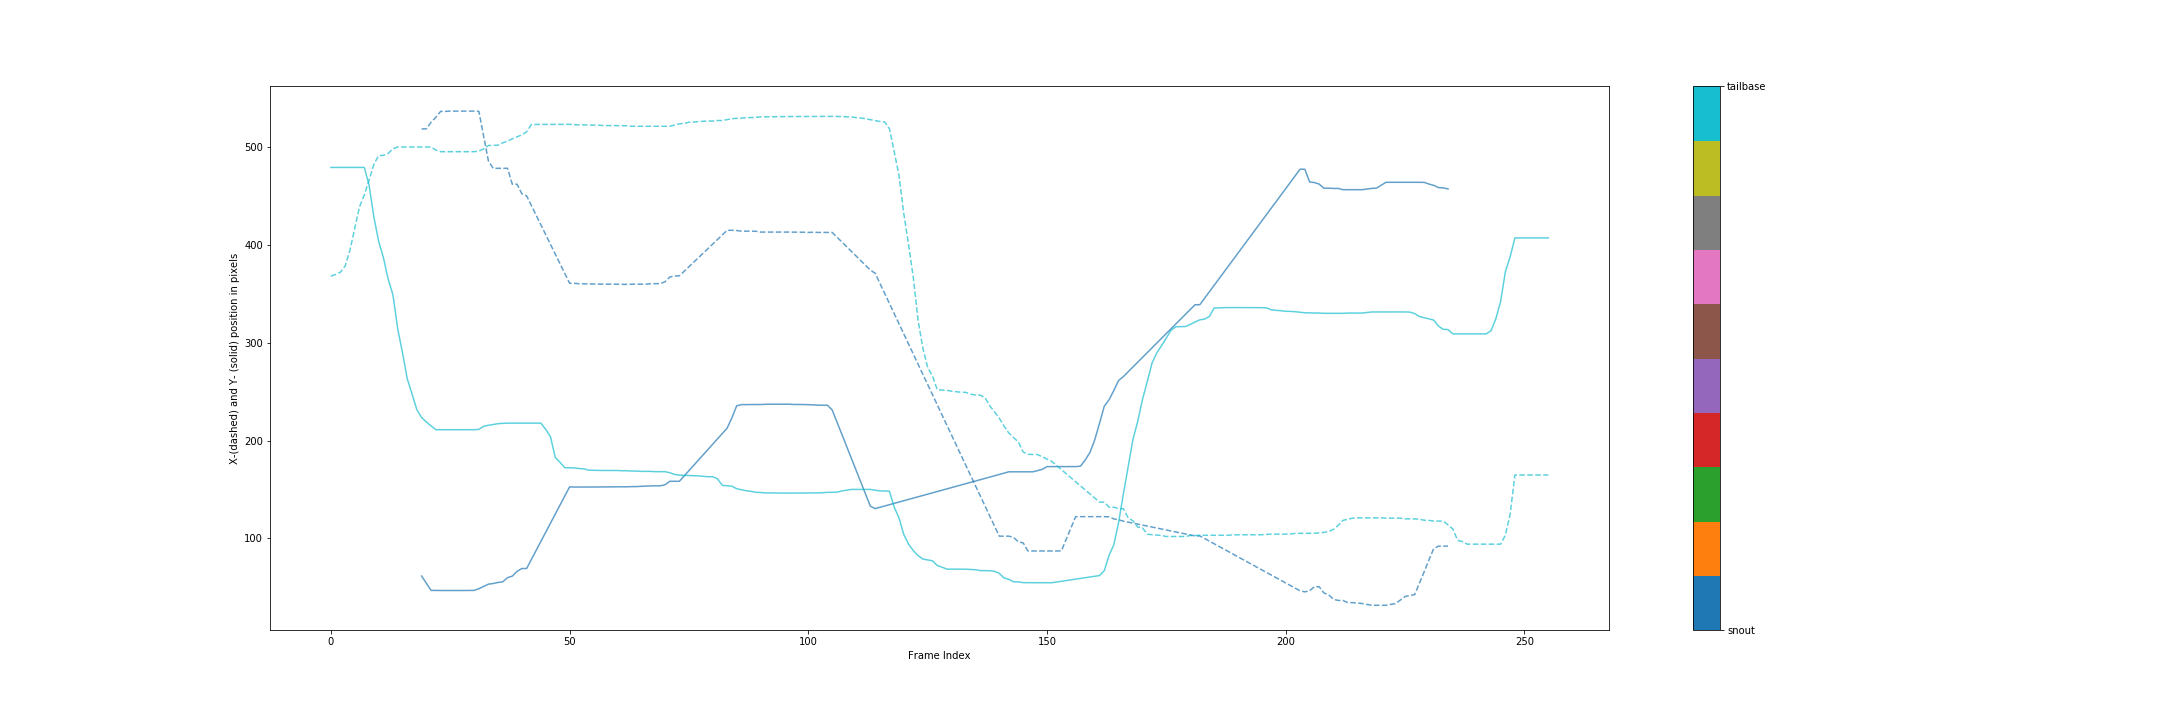 tailbase
500
400
300
200
100
X-(dashed) and Y- (solid) position in pixels
0 50 100 150 200 250
Frame Index
snout